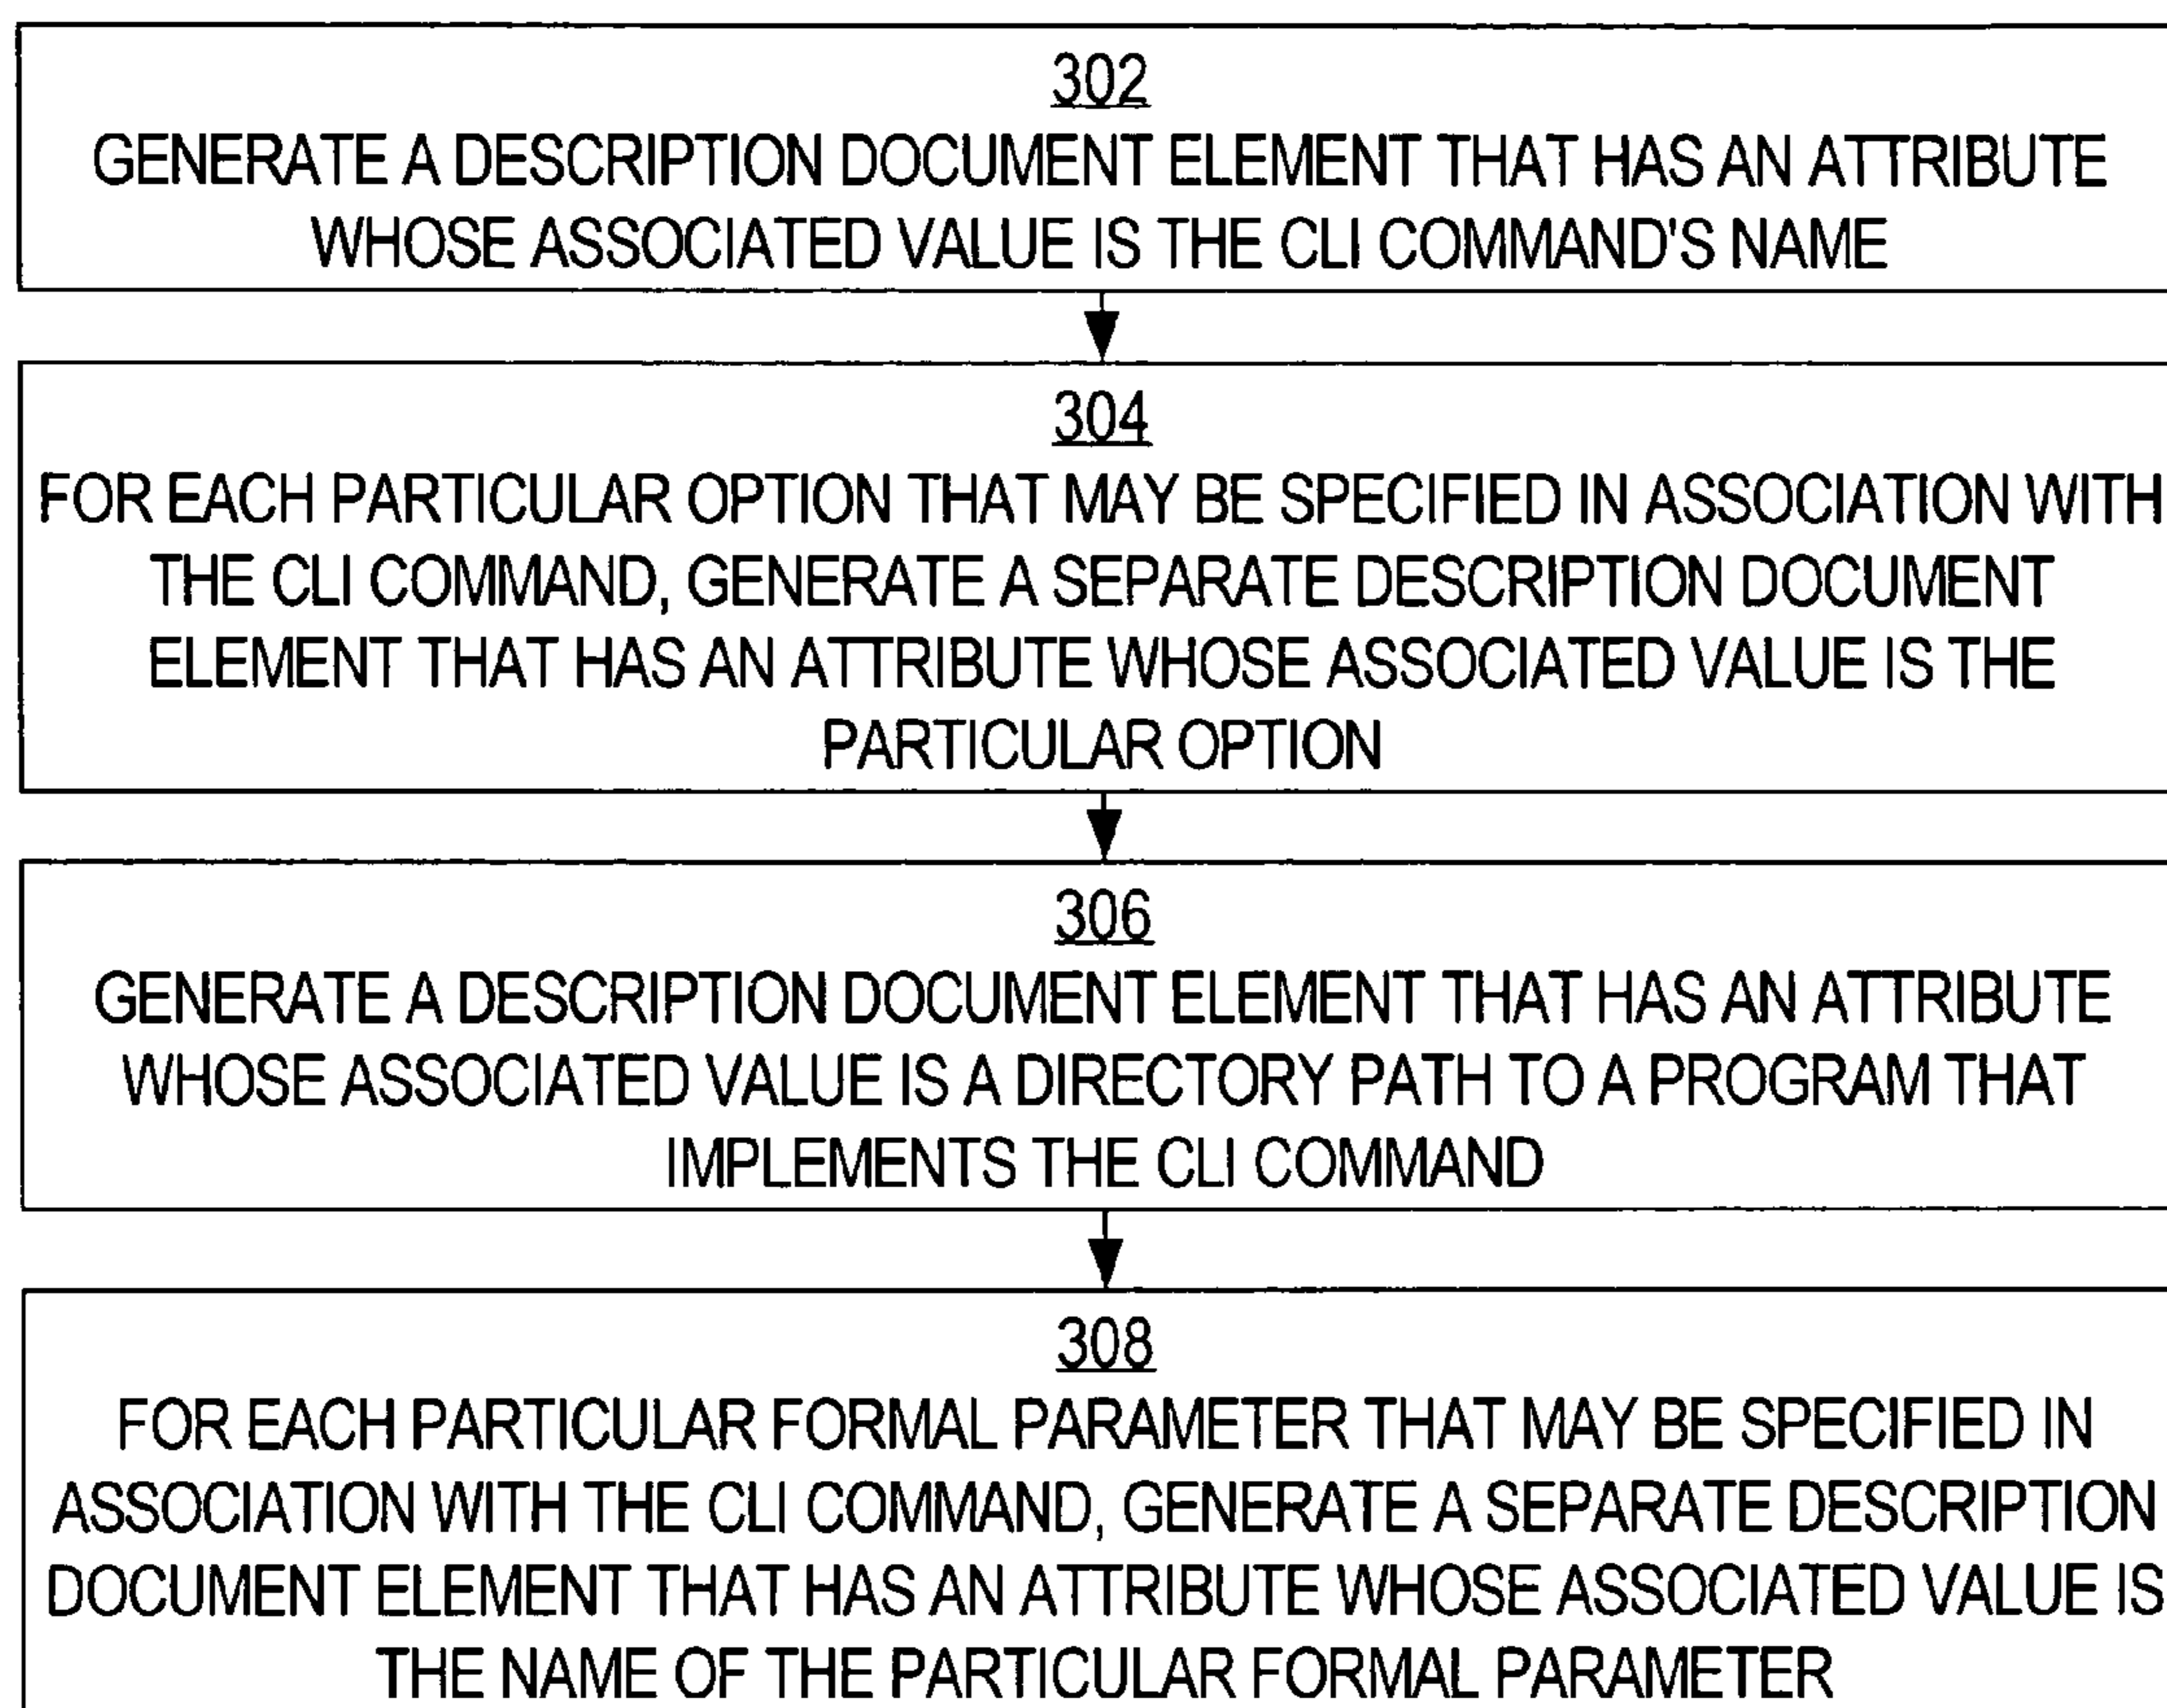 302
GENERATE A DESCRIPTION DOCUMENT ELEMENT THAT HAS AN ATTRIBUTE
WHOSE ASSOCIATED VALUE IS THE CLI COMMAND'S NAME
304
FOR EACH PARTICULAR OPTION THAT MAY BE SPECIFIED IN ASSOCIATION WITH
THE CLI COMMAND, GENERATE A SEPARATE DESCRIPTION DOCUMENT
ELEMENT THAT HAS AN ATTRIBUTE WHOSE ASSOCIATED VALUE IS THE
PARTICULAR OPTION
306
GENERATE A DESCRIPTION DOCUMENT ELEMENT THAT HAS AN ATTRIBUTE
WHOSE ASSOCIATED VALUE IS A DIRECTORY PATH TO A PROGRAM THAT
IMPLEMENTS THE CLI COMMAND
308
FOR EACH PARTICULAR FORMAL PARAMETER THAT MAY BE SPECIFIED IN
ASSOCIATION WITH THE CLI COMMAND, GENERATE A SEPARATE DESCRIPTION
DOCUMENT ELEMENT THAT HAS AN ATTRIBUTE WHOSE ASSOCIATED VALUE IS
THE NAME OF THE PARTICULAR FORMAL PARAMETER